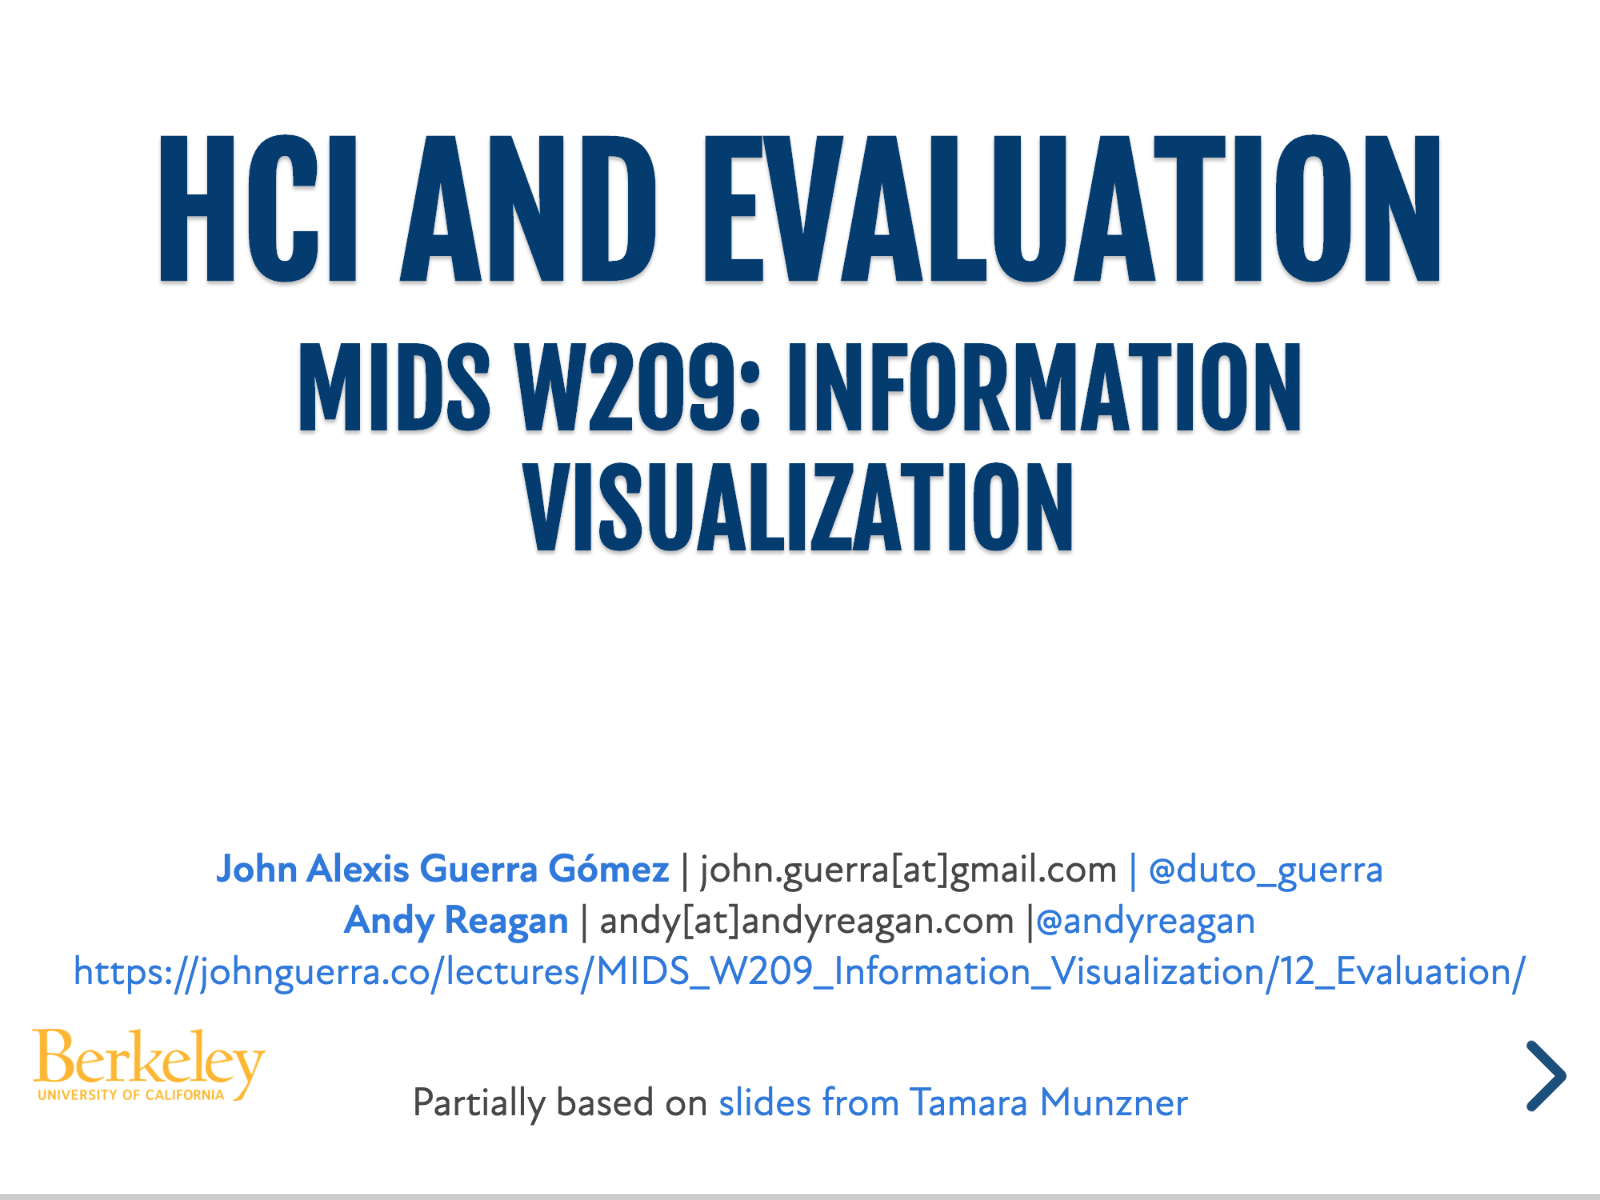 HCI AND EVALUATION
MIDS W209: INFORMATION
VISUALIZATION
John Alexis Guerra Gómez | john.guerra[at]gmail.com | @duto_guerra
Andy Reagan | andy[at]andyreagan.com |@andyreagan
https://johnguerra.co/lectures/MIDS_W209_Information_Visualization/12_Evaluation/
Berkeley
UNIVERSITY OF CALIFORNIA
Partially based on slides from Tamara Munzner